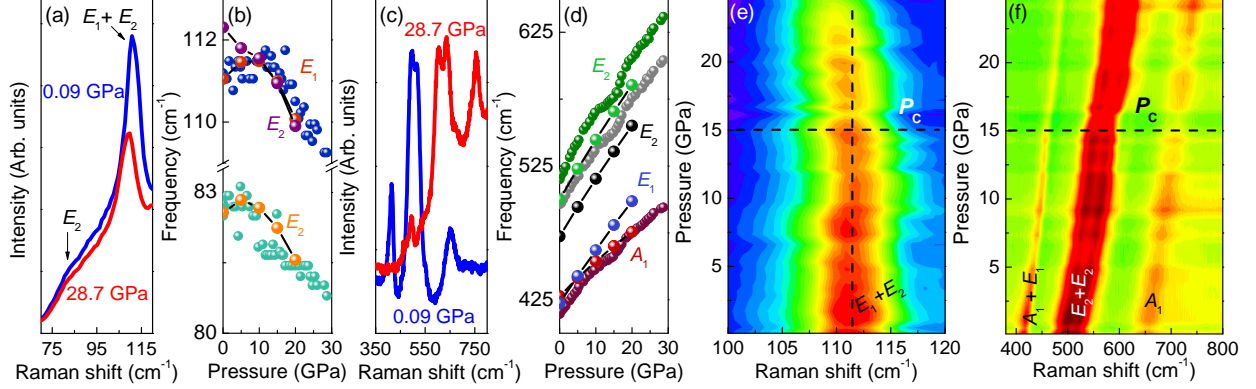 (a)
E1+ E2
0.09 GPa
E2
28.7 GPa
Intensity (Arb. units)
75 95 115
Raman shift (cm-1)
(b)
112
110
83
80
E1
E2
E2
Frequency (cm-1)
0 10 20 30
Pressure (GPa)
(c)
28.7 GPa
0.09 GPa
Intensity (Arb. units)
350 550 750
Raman shift (cm-1)
(d)
625
525
425
E2
E2
E1
A1
Frequency (cm-1)
0 10 20 30
Pressure (GPa)
(e)
20
15
10
5
PC
E1+E2
Pressure (GPa)
100 105 110 115 120
Raman shift (cm-1)
(f)
20
15
10
5
PC
A1 + E1
E2+E2
A1
Pressure (GPa)
400 500 600 700 800
Raman shift (cm-1)